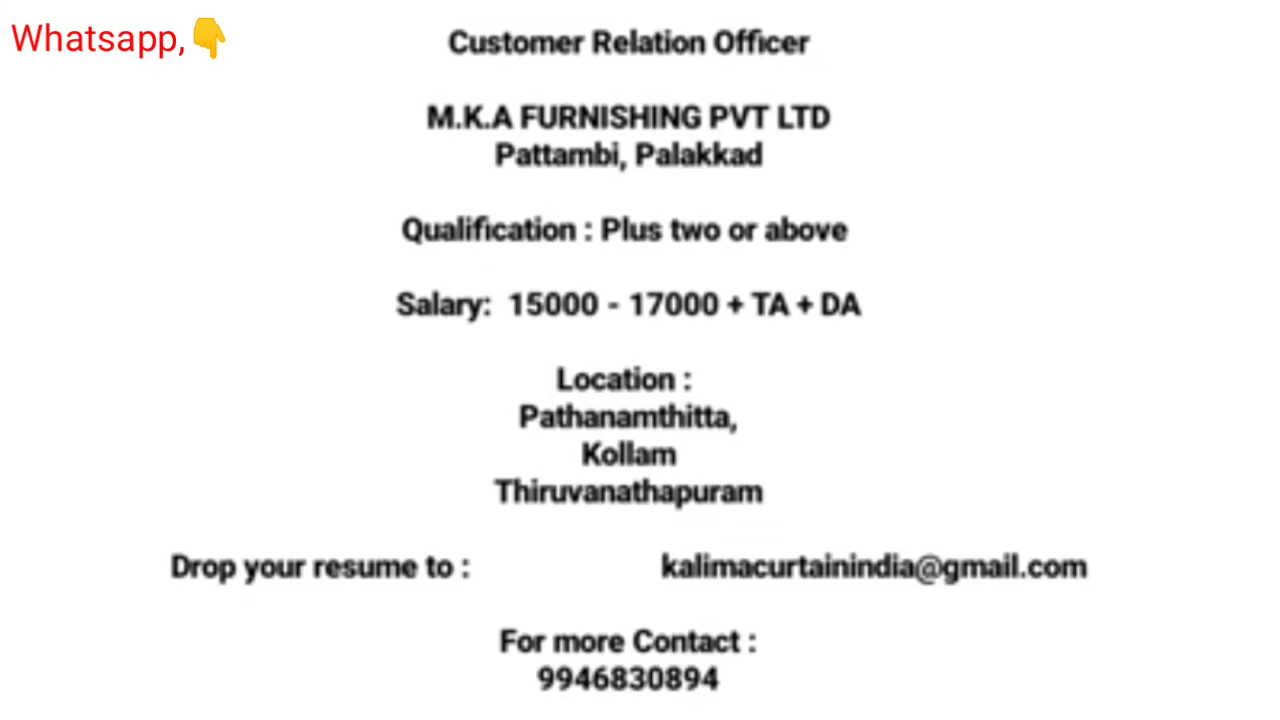 Whatsapp,👇
Customer Relation Officer
M.K.A FURNISHING PVT LTD
Pattambi, Palakkad
Qualification : Plus two or above
Salary: 15000 - 17000 + TA + DA
Location :
Pathanamthitta,
Kollam
Thiruvanathapuram
Drop your resume to : kalimacurtainindia@gmail.com
For more Contact :
9946830894